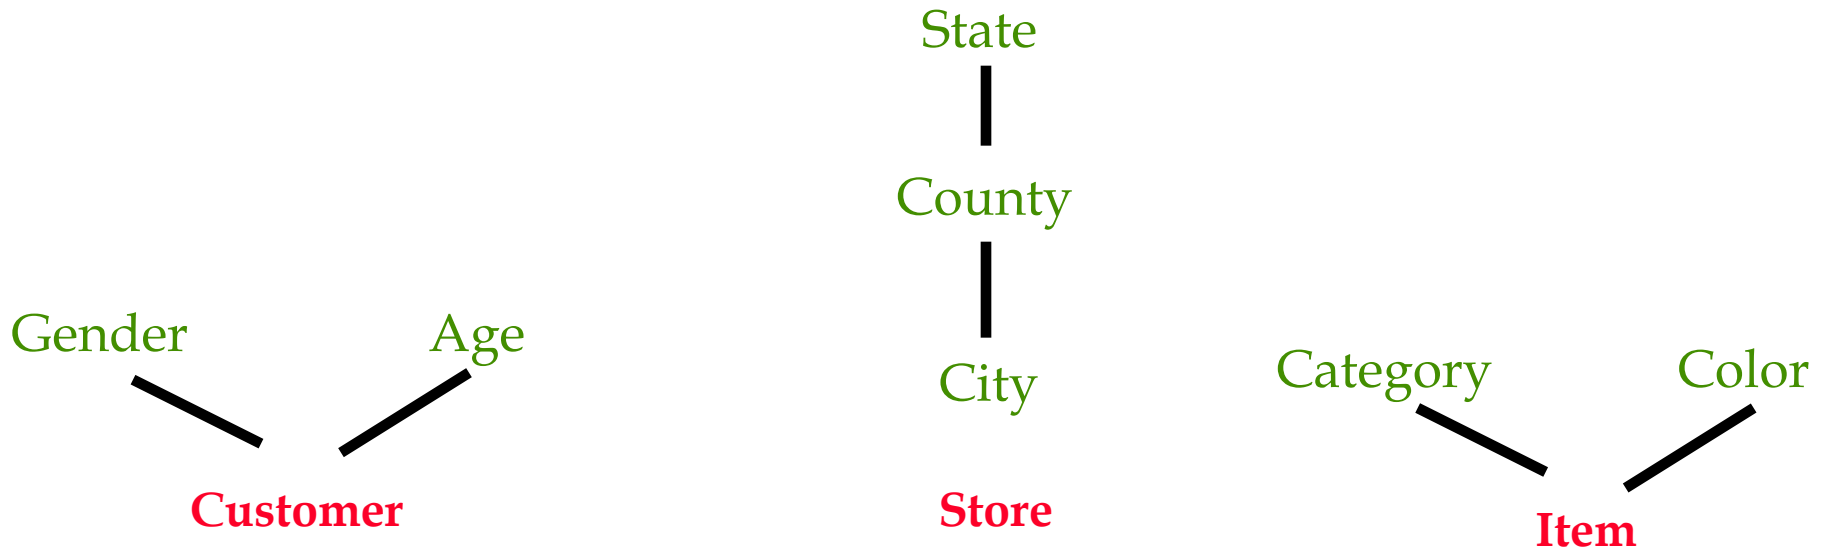 State
County
Gender
Age
City
Category
Color
Customer
Store
Item